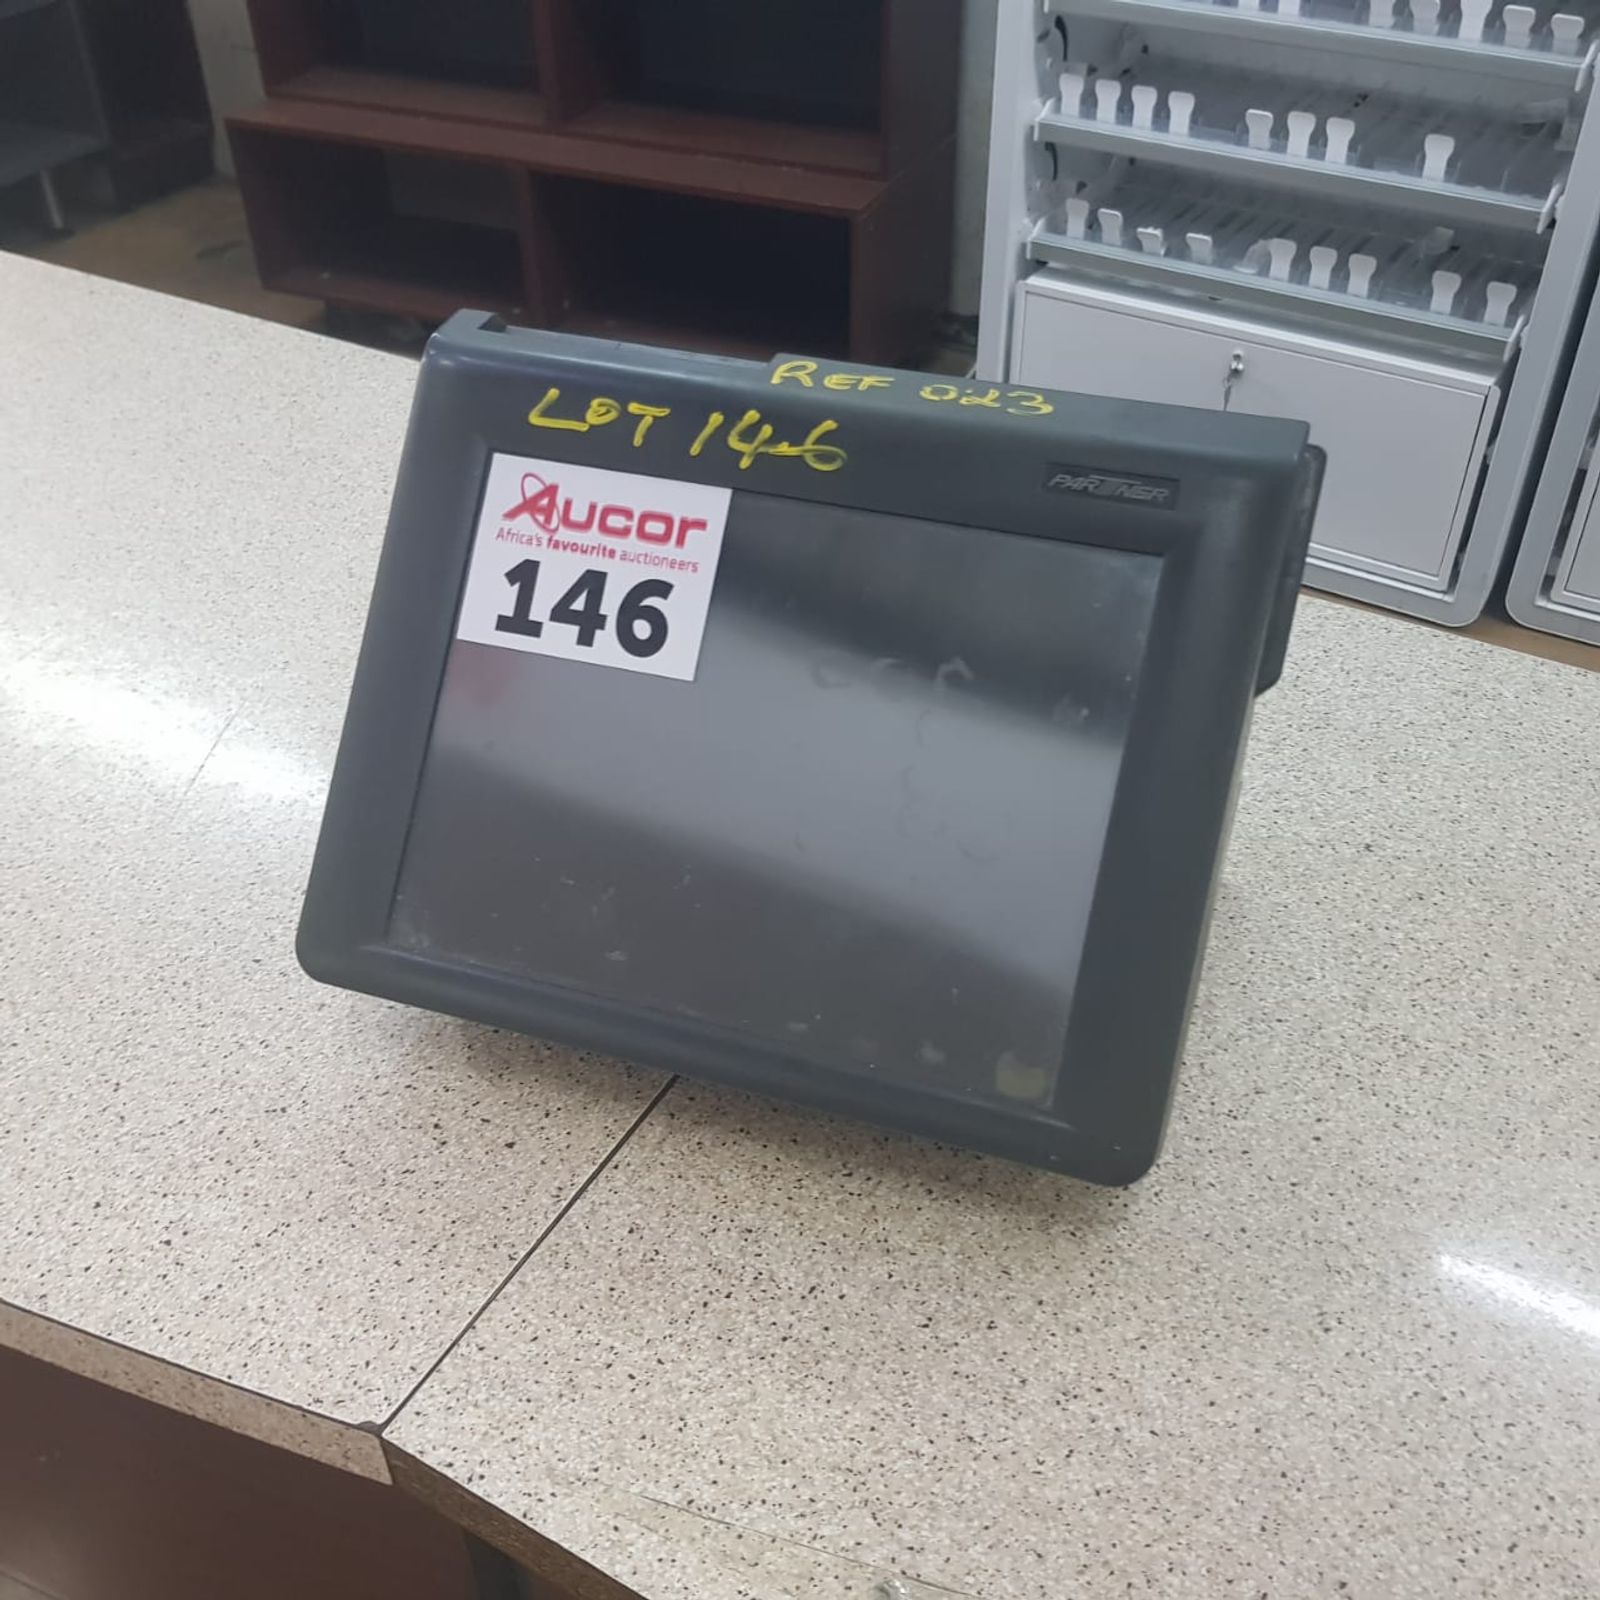 REF 023
LOT 146
PARTNER
Aucor
Africa's favourite auctioneers
146